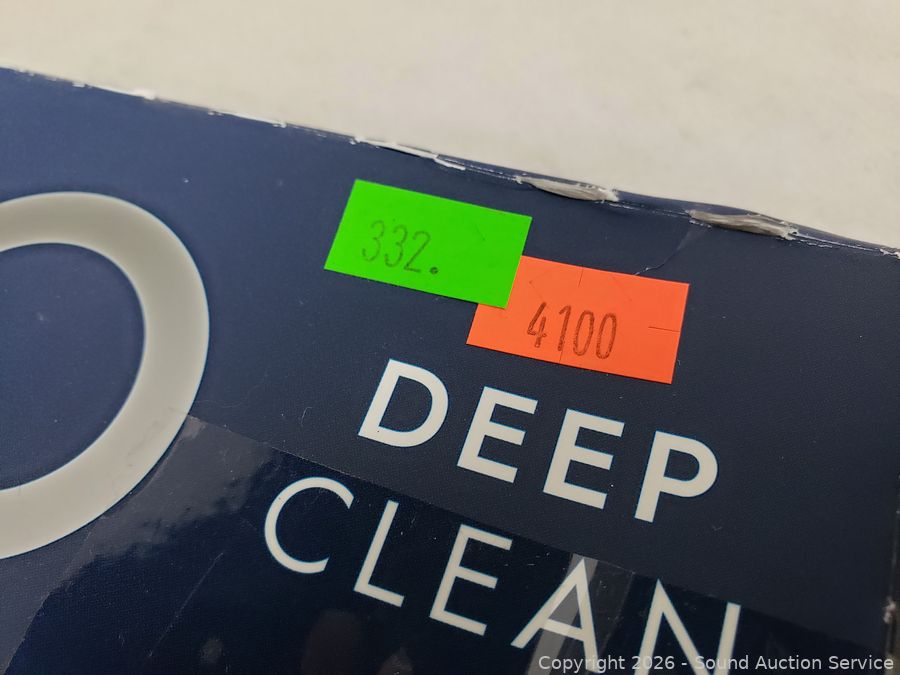 332.
4100
DEEP
CLEAN
Copyright 2026 - Sound Auction Service